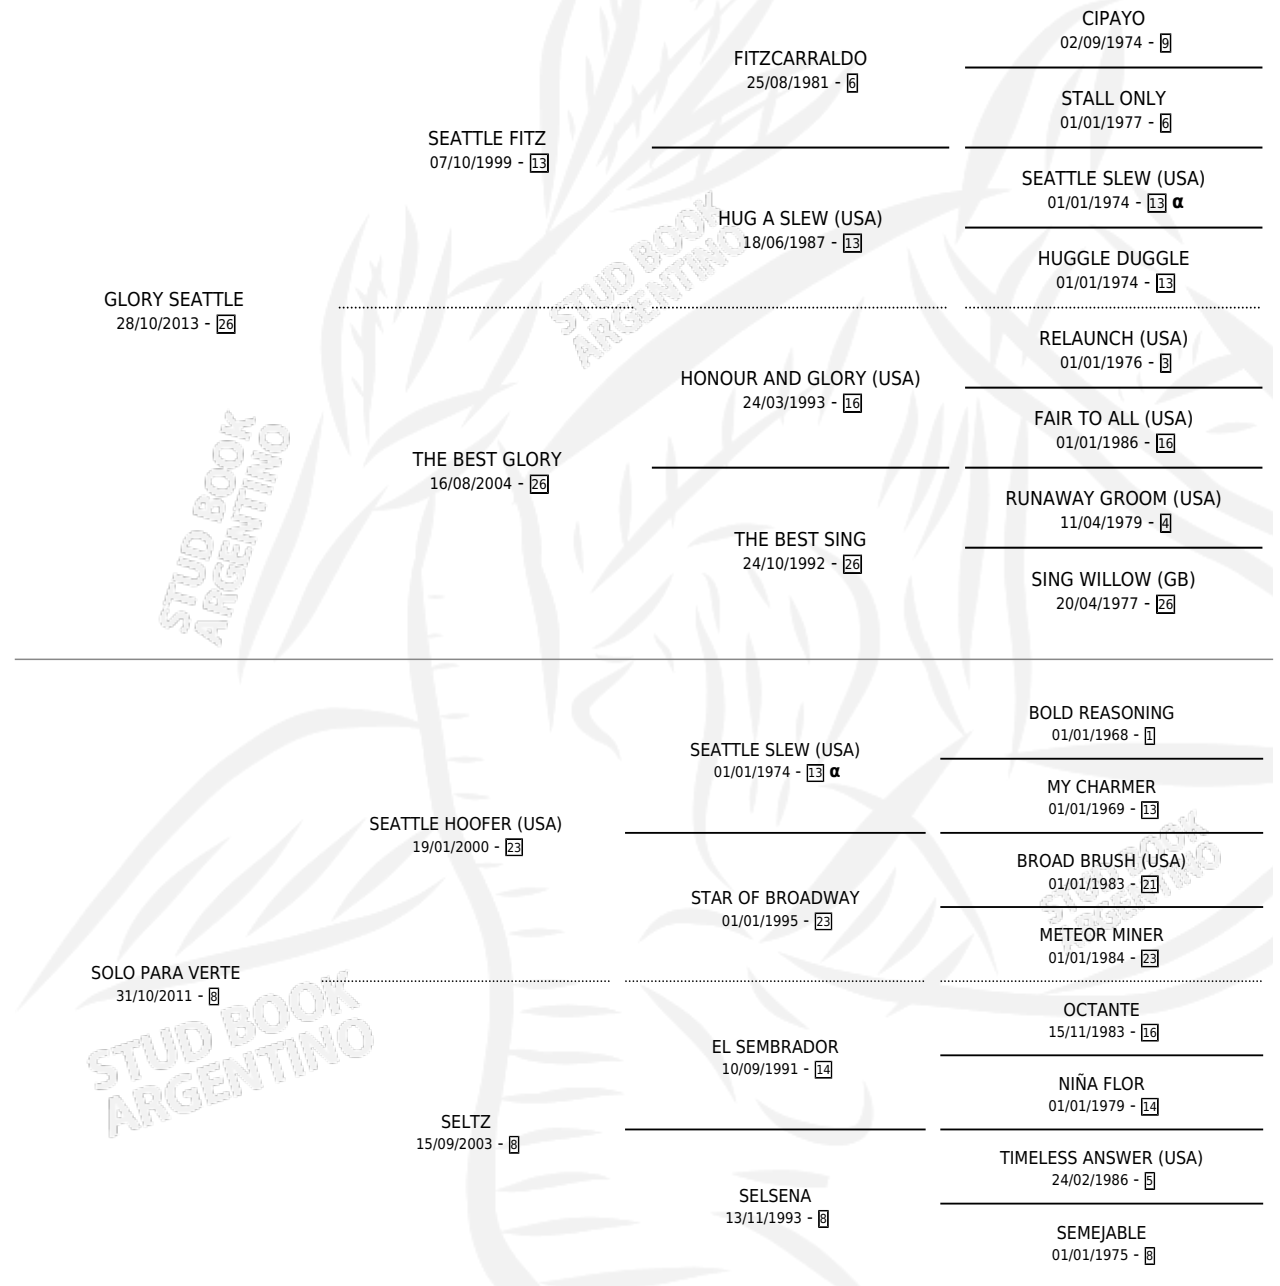 CIPAYO
02/09/1974 - 9
FITZCARRALDO
25/08/1981 - 6
STALL ONLY
01/01/1977 - 6
SEATTLE FITZ
07/10/1999 - 13
SEATTLE SLEW (USA)
01/01/1974 - 13 α
HUG A SLEW (USA)
18/06/1987 - 13
HUGGLE DUGGLE
01/01/1974 - 13
GLORY SEATTLE
28/10/2013 - 26
RELAUNCH (USA)
01/01/1976 - 3
HONOUR AND GLORY (USA)
24/03/1993 - 16
FAIR TO ALL (USA)
01/01/1986 - 16
THE BEST GLORY
16/08/2004 - 26
RUNAWAY GROOM (USA)
11/04/1979 - 4
THE BEST SING
24/10/1992 - 26
SING WILLOW (GB)
20/04/1977 - 26
STUD BOOK
ARGENTINO
STUD BOOK
ARGENTINO
BOLD REASONING
01/01/1968 - 1
SEATTLE SLEW (USA)
01/01/1974 - 13 α
MY CHARMER
01/01/1969 - 13
SEATTLE HOOFER (USA)
19/01/2000 - 23
BROAD BRUSH (USA)
01/01/1983 - 21
STAR OF BROADWAY
01/01/1995 - 23
METEOR MINER
01/01/1984 - 23
SOLO PARA VERTE
31/10/2011 - 8
OCTANTE
15/11/1983 - 16
EL SEMBRADOR
10/09/1991 - 14
NIÑA FLOR
01/01/1979 - 14
SELTZ
15/09/2003 - 8
TIMELESS ANSWER (USA)
24/02/1986 - 5
SELSENA
13/11/1993 - 8
SEMEJABLE
01/01/1975 - 8
STUD BOOK
ARGENTINO
STUD BOOK
ARGENTINO